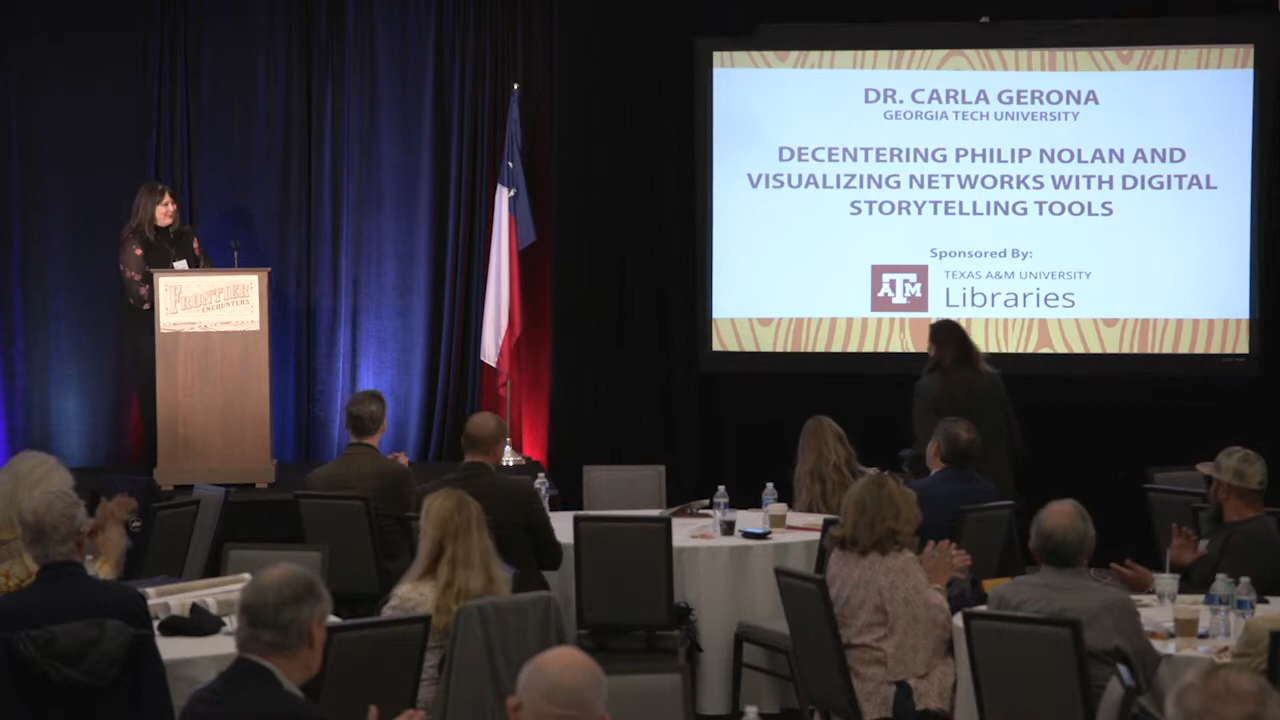 DR. CARLA GERONA
GEORGIA TECH UNIVERSITY
DECENTERING PHILIP NOLAN AND
VISUALIZING NETWORKS WITH DIGITAL
STORYTELLING TOOLS
Sponsored By:
ATM
TEXAS A&M UNIVERSITY
Libraries
FRONTIER
ENCOUNTERS